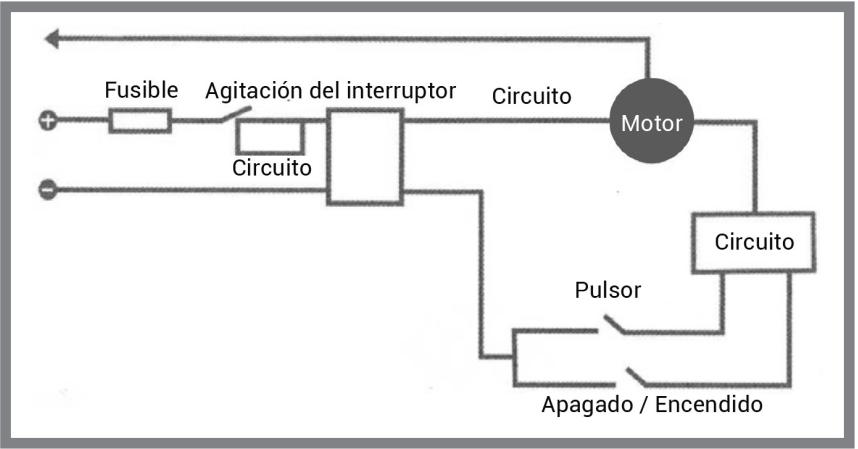 Fusible
Agitación del interruptor
Circuito
Motor
Circuito
Circuito
Pulsor
Apagado / Encendido